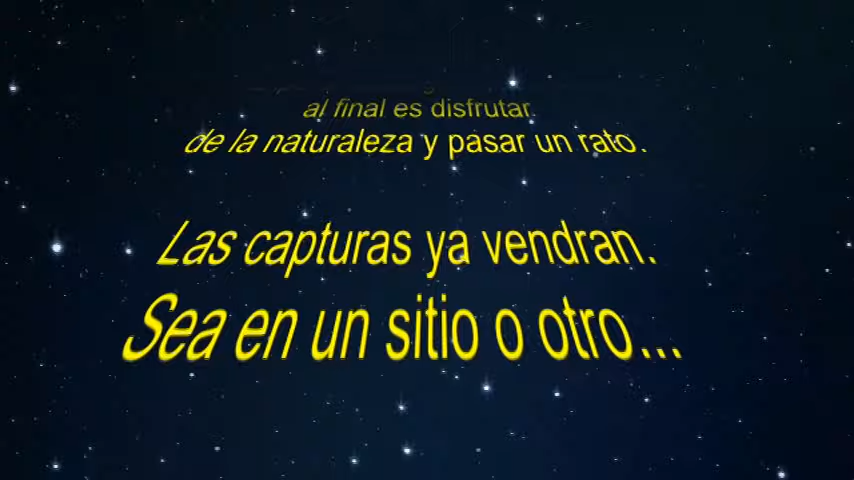 al final es disfrutar
de la naturaleza y pasar un rato.
Las capturas ya vendran.
Sea en un sitio o otro...